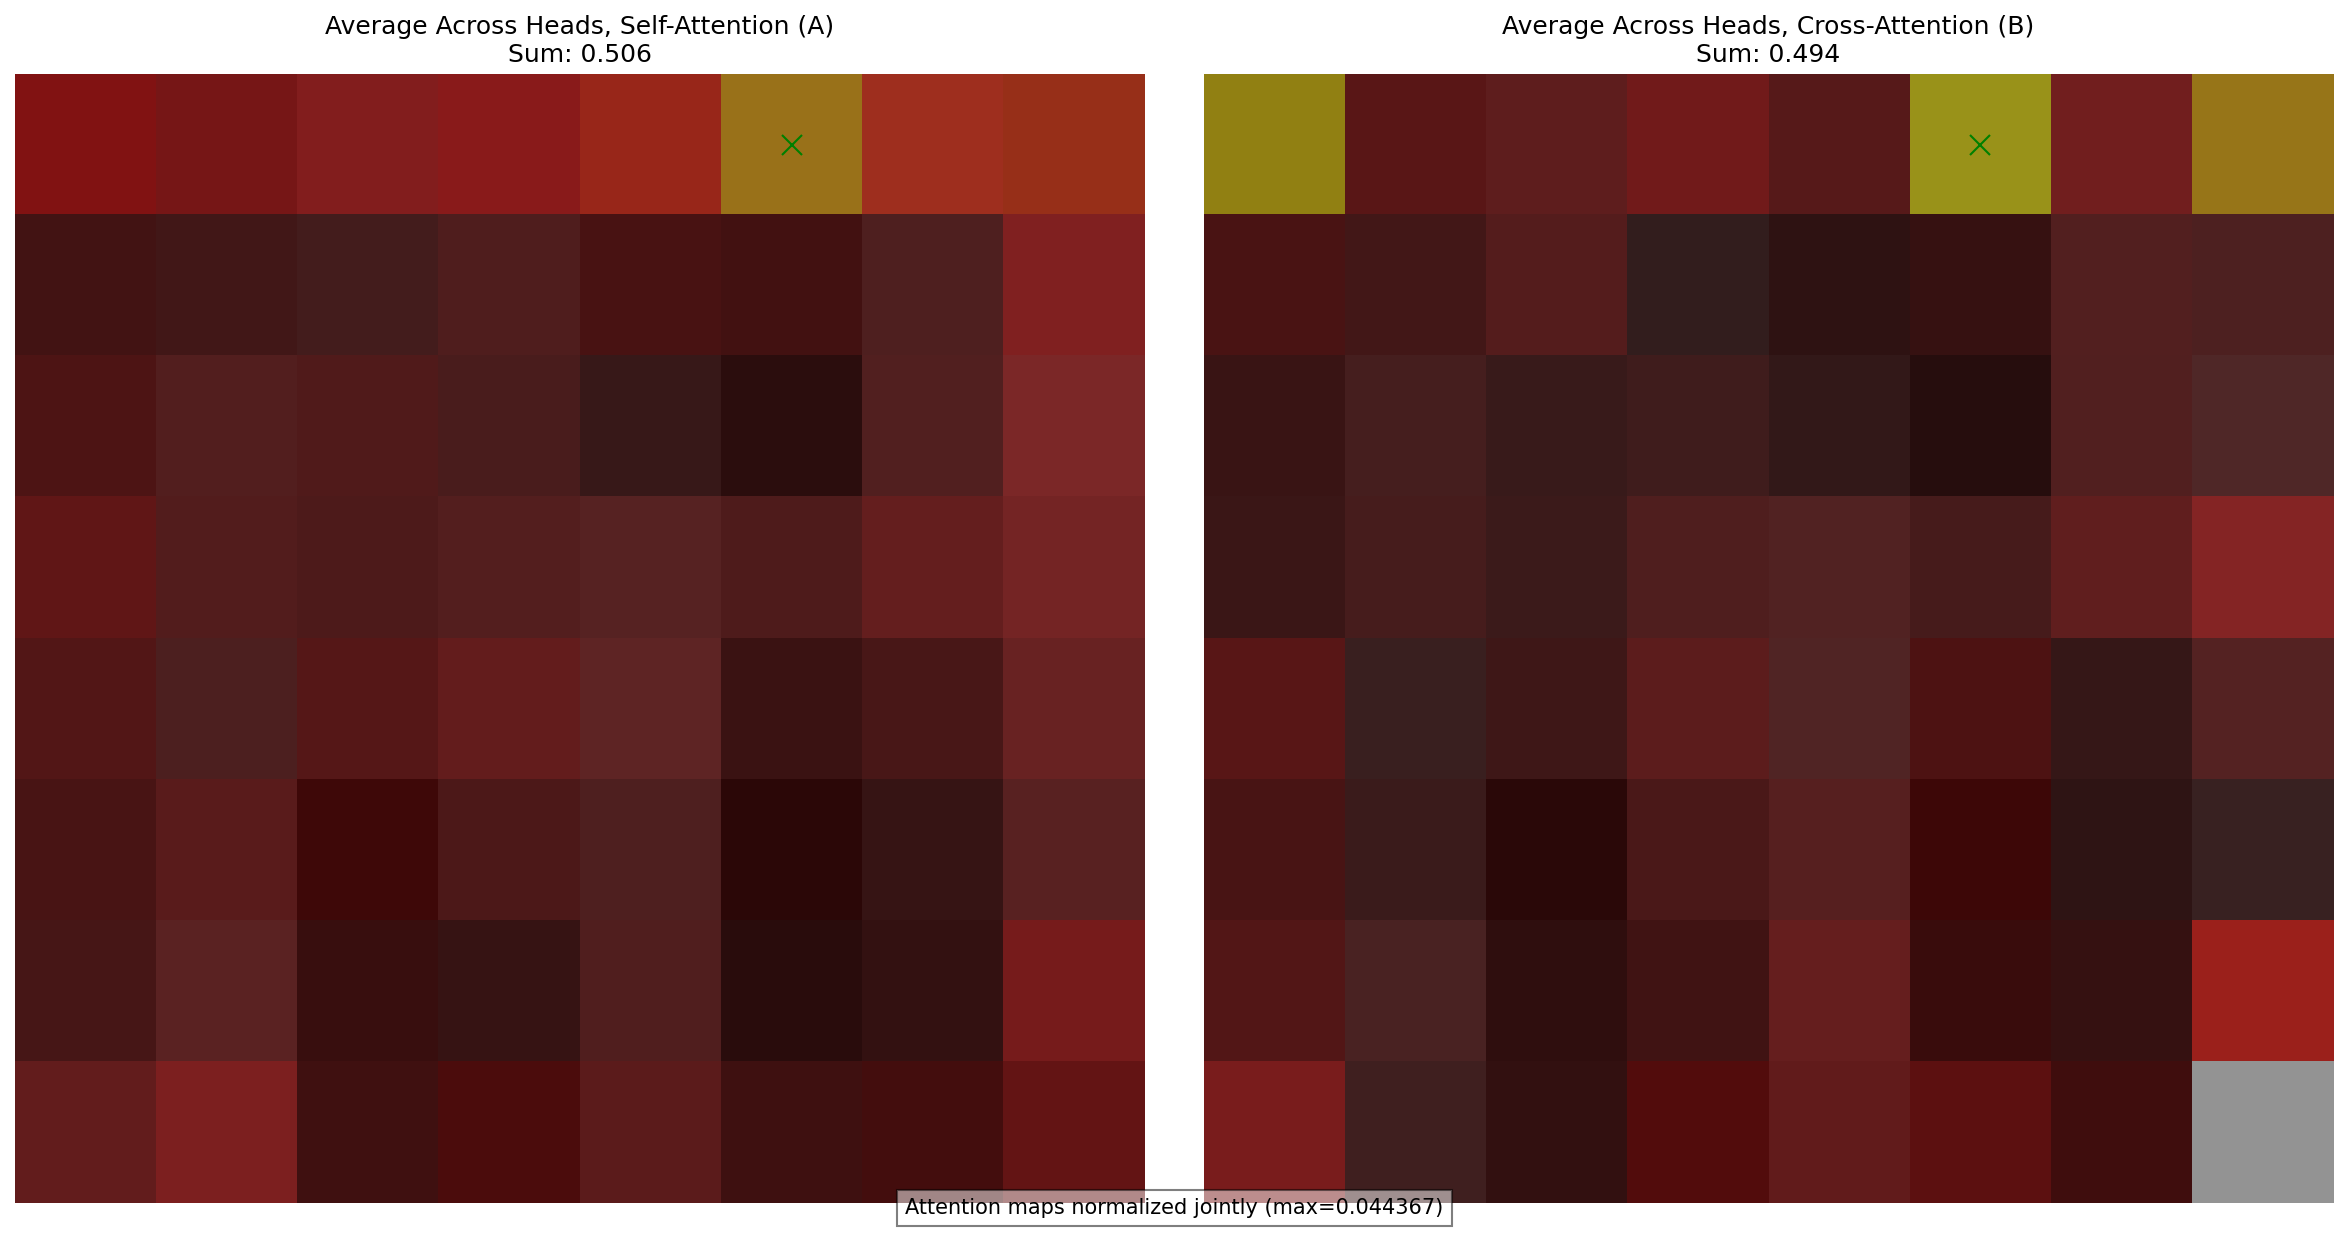 Average Across Heads, Self-Attention (A)
Sum: 0.506
Average Across Heads, Cross-Attention (B)
Sum: 0.494
Attention maps normalized jointly (max=0.044367)